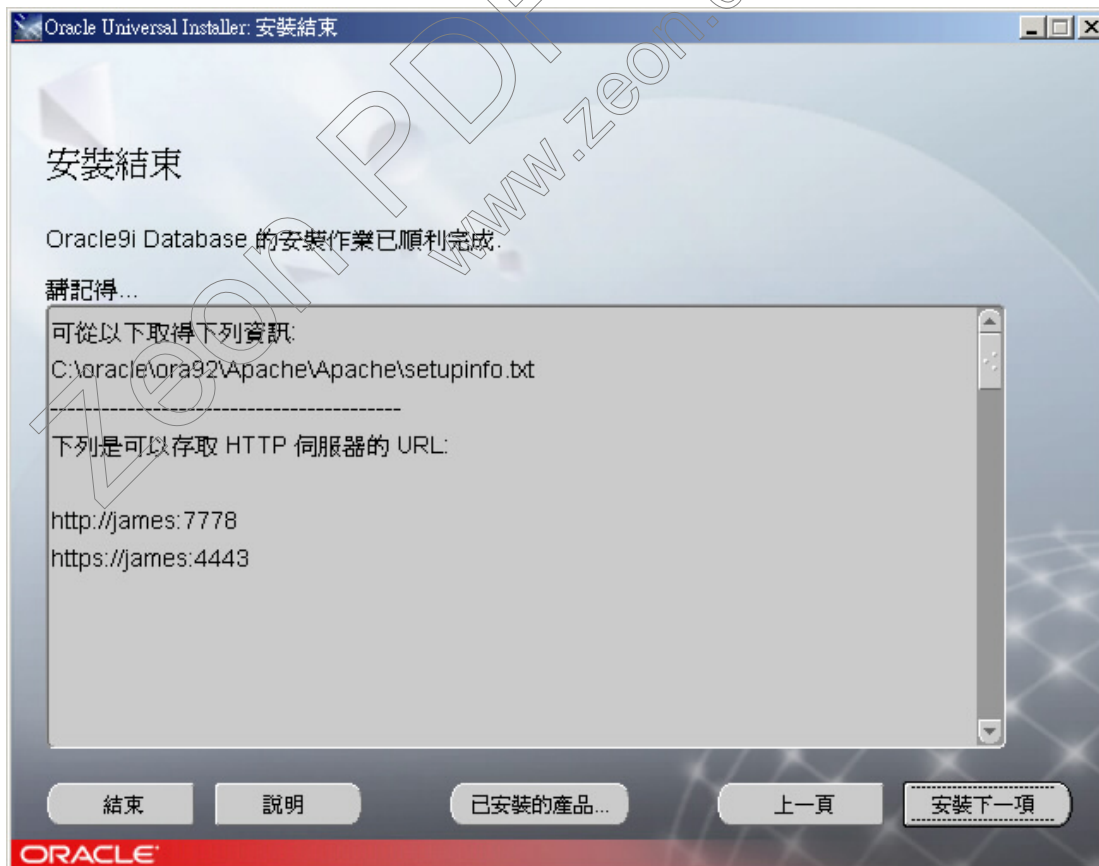 Oracle Universal Installer: 安裝結束
安裝結束
Oracle9i Database 的安裝作業已順利完成.
請記得...
可從以下取得下列資訊:
C:\oracle\ora92\Apache\Apache\setupinfo.txt
-----------------------------------------
下列是可以存取 HTTP 伺服器的 URL:
http://james:7778
https://james:4443
結束
說明
已安裝的產品...
上一頁
安裝下一項
ORACLE
Zeon PD
www.zeon.